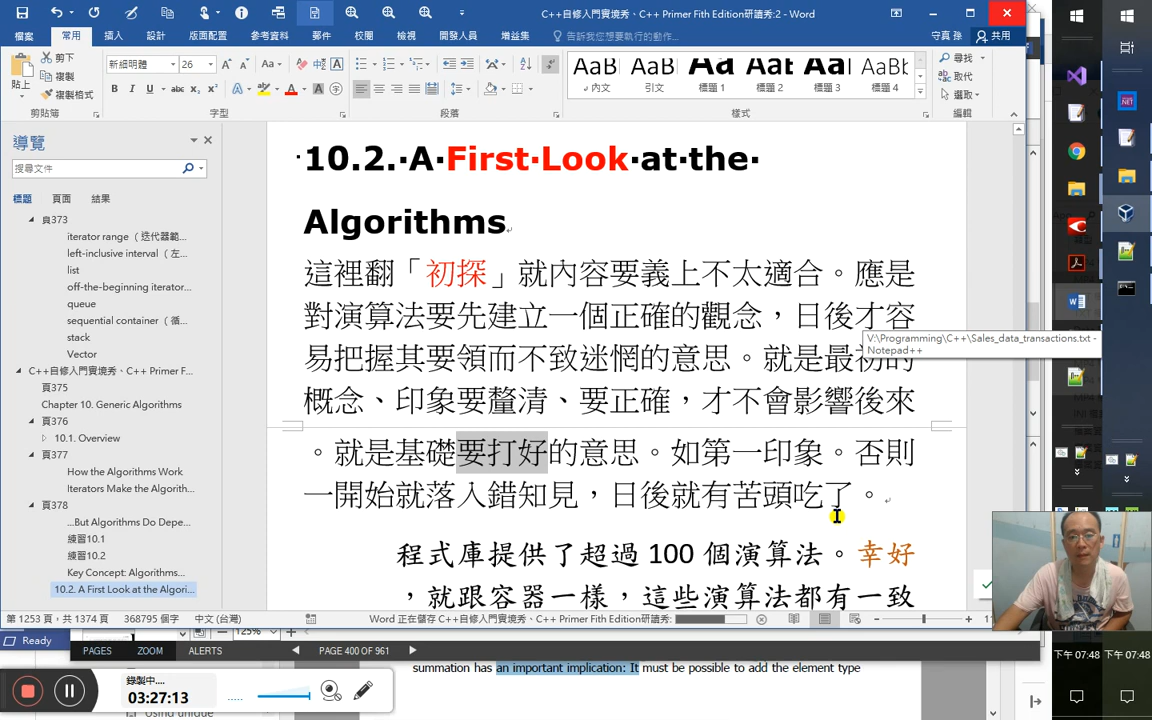 C++自修入門實境秀、C++ Primer Fith Edition研讀秀:2 - Word
檔案 常用 插入 設計 版面配置 參考資料 郵件 校閱 檢視 開發人員 增益集 告訴我您想要執行的動作... 守真 孫 共用
貼上 剪下 複製 複製格式
新細明體 26
AaB AaB Aa AaB AaI AaBb
內文 引文 標題 1 標題 2 標題 3 標題 4
尋找 取代 選取
剪貼簿 字型 段落 樣式 編輯
導覽
搜尋文件
標題 頁面 結果
頁373
iterator range（迭代器範...
left-inclusive interval（左...
list
off-the-beginning iterator...
queue
sequential container（循...
stack
Vector
C++自修入門實境秀、C++ Primer F...
頁375
Chapter 10. Generic Algorithms
頁376
10.1. Overview
頁377
How the Algorithms Work
Iterators Make the Algorith...
頁378
...But Algorithms Do Depe...
練習10.1
練習10.2
Key Concept: Algorithms...
10.2. A First Look at the Algori...
10.2. A First Look at the
Algorithms
這裡翻「初探」就內容要義上不太適合。應是
對演算法要先建立一個正確的觀念，日後才容
易把握其要領而不致迷惘的意思。就是最初的
概念、印象要釐清、要正確，才不會影響後來
。就是基礎要打好的意思。如第一印象。否則
一開始就落入錯知見，日後就有苦頭吃了。
程式庫提供了超過 100 個演算法。幸好
，就跟容器一樣，這些演算法都有一致
V:\Programming\C++\Sales_data_transactions.txt -
Notepad++
第 1253 頁，共 1374 頁 368795 個字 中文 (台灣) Word 正在儲存 C++自修入門實境秀、C++ Primer Fith Edition研讀秀:
Ready 125%
PAGES ZOOM ALERTS PAGE 400 OF 961
summation has an important implication: It must be possible to add the element type
錄製中...
03:27:13
Using unique
下午 07:48 下午 07:48